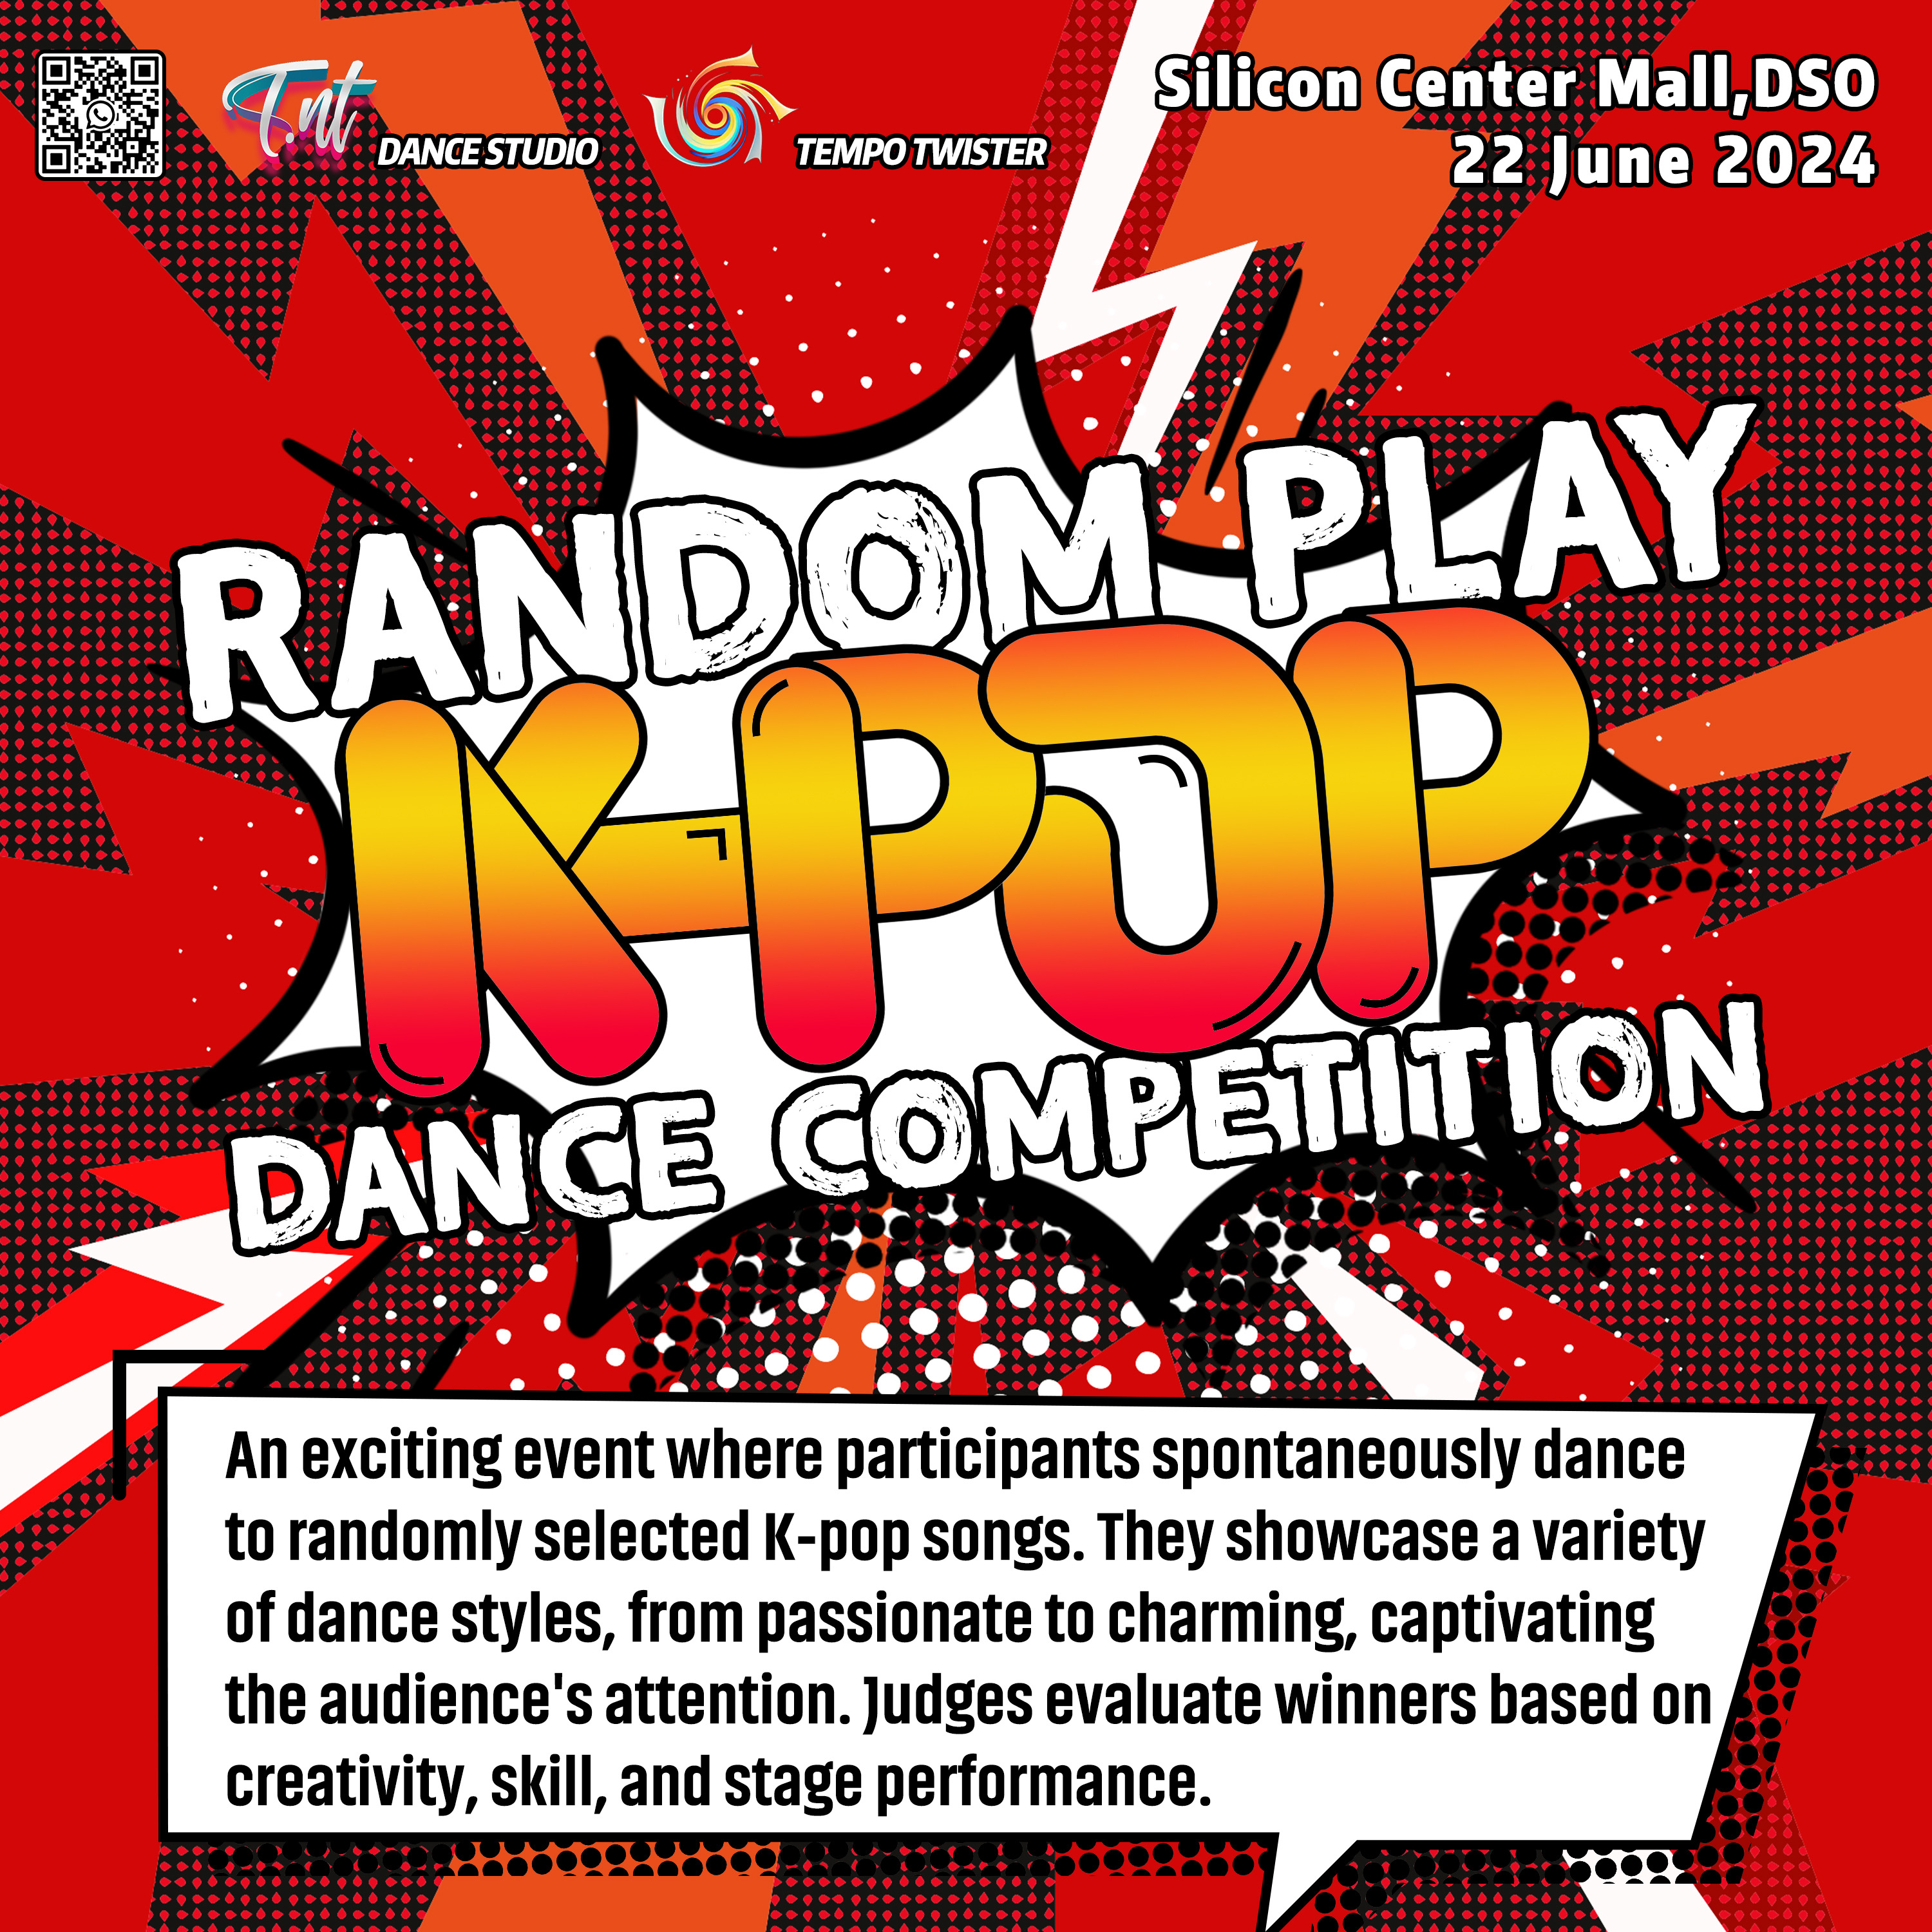 T.nt
DANCE STUDIO
TEMPO TWISTER
Silicon Center Mall,DSO
22 June 2024
RANDOM PLAY
K-POP
DANCE COMPETITION
An exciting event where participants spontaneously dance
to randomly selected K-pop songs. They showcase a variety
of dance styles, from passionate to charming, captivating
the audience's attention. Judges evaluate winners based on
creativity, skill, and stage performance.